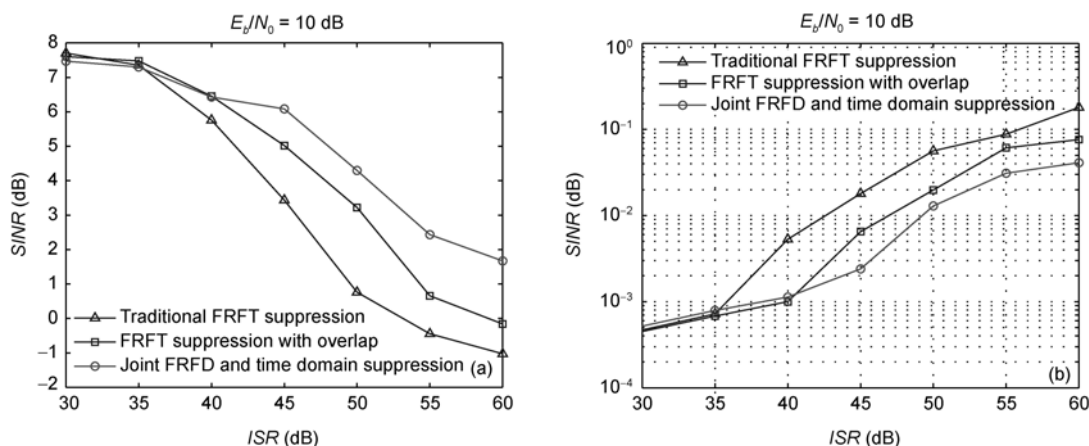 E_b/N_0 = 10 dB
8
7
6
5
4
3
2
1
0
−1
−2
SINR (dB)
Traditional FRFT suppression
FRFT suppression with overlap
Joint FRFD and time domain suppression
(a)
30 35 40 45 50 55 60
ISR (dB)
E_b/N_0 = 10 dB
10^0
10^−1
10^−2
10^−3
10^−4
SINR (dB)
Traditional FRFT suppression
FRFT suppression with overlap
Joint FRFD and time domain suppression
(b)
30 35 40 45 50 55 60
ISR (dB)